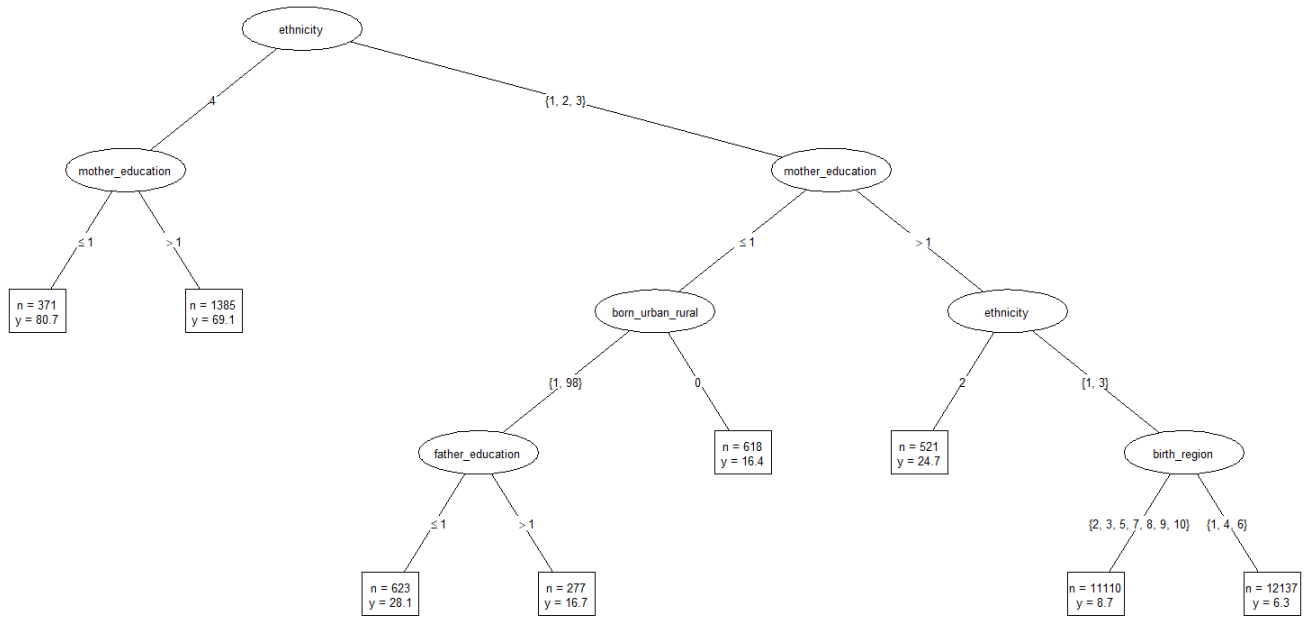 ethnicity
4
{1, 2, 3}
mother_education
mother_education
≤ 1
> 1
≤ 1
> 1
n = 371
y = 80.7
n = 1385
y = 69.1
born_urban_rural
ethnicity
{1, 98}
0
2
{1, 3}
father_education
n = 618
y = 16.4
n = 521
y = 24.7
birth_region
≤ 1
> 1
{2, 3, 5, 7, 8, 9, 10}
{1, 4, 6}
n = 623
y = 28.1
n = 277
y = 16.7
n = 11110
y = 8.7
n = 12137
y = 6.3